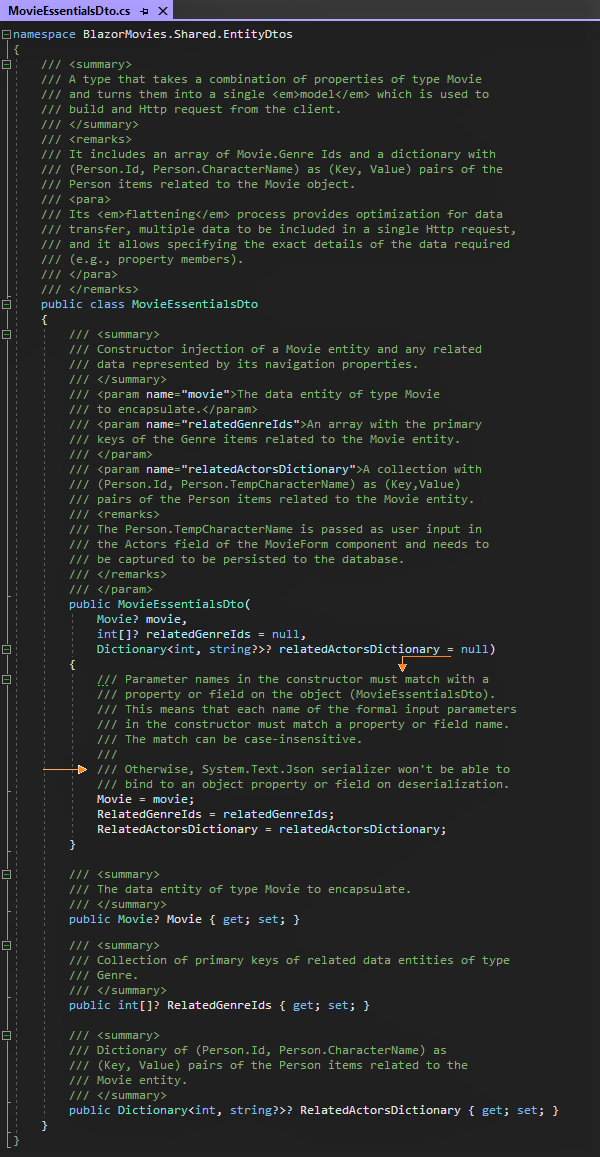 MovieEssentialsDto.cs
namespace BlazorMovies.Shared.EntityDtos
{
/// <summary>
/// A type that takes a combination of properties of type Movie
/// and turns them into a single <em>model</em> which is used to
/// build and Http request from the client.
/// </summary>
/// <remarks>
/// It includes an array of Movie.Genre Ids and a dictionary with
/// (Person.Id, Person.CharacterName) as (Key, Value) pairs of the
/// Person items related to the Movie object.
/// <para>
/// Its <em>flattening</em> process provides optimization for data
/// transfer, multiple data to be included in a single Http request,
/// and it allows specifying the exact details of the data required
/// (e.g., property members).
/// </para>
/// </remarks>
public class MovieEssentialsDto
{
/// <summary>
/// Constructor injection of a Movie entity and any related
/// data represented by its navigation properties.
/// </summary>
/// <param name="movie">The data entity of type Movie
/// to encapsulate.</param>
/// <param name="relatedGenreIds">An array with the primary
/// keys of the Genre items related to the Movie entity.
/// </param>
/// <param name="relatedActorsDictionary">A collection with
/// (Person.Id, Person.TempCharacterName) as (Key,Value)
/// pairs of the Person items related to the Movie entity.
/// <remarks>
/// The Person.TempCharacterName is passed as user input in
/// the Actors field of the MovieForm component and needs to
/// be captured to be persisted to the database.
/// </remarks>
/// </param>
public MovieEssentialsDto(
Movie? movie,
int[]? relatedGenreIds = null,
Dictionary<int, string?>? relatedActorsDictionary = null)
{
/// Parameter names in the constructor must match with a
/// property or field on the object (MovieEssentialsDto).
/// This means that each name of the formal input parameters
/// in the constructor must match a property or field name.
/// The match can be case-insensitive.
///
/// Otherwise, System.Text.Json serializer won't be able to
/// bind to an object property or field on deserialization.
Movie = movie;
RelatedGenreIds = relatedGenreIds;
RelatedActorsDictionary = relatedActorsDictionary;
}
/// <summary>
/// The data entity of type Movie to encapsulate.
/// </summary>
public Movie? Movie { get; set; }
/// <summary>
/// Collection of primary keys of related data entities of type
/// Genre.
/// </summary>
public int[]? RelatedGenreIds { get; set; }
/// <summary>
/// Dictionary of (Person.Id, Person.CharacterName) as
/// (Key, Value) pairs of the Person items related to the
/// Movie entity.
/// </summary>
public Dictionary<int, string?>? RelatedActorsDictionary { get; set; }
}
}